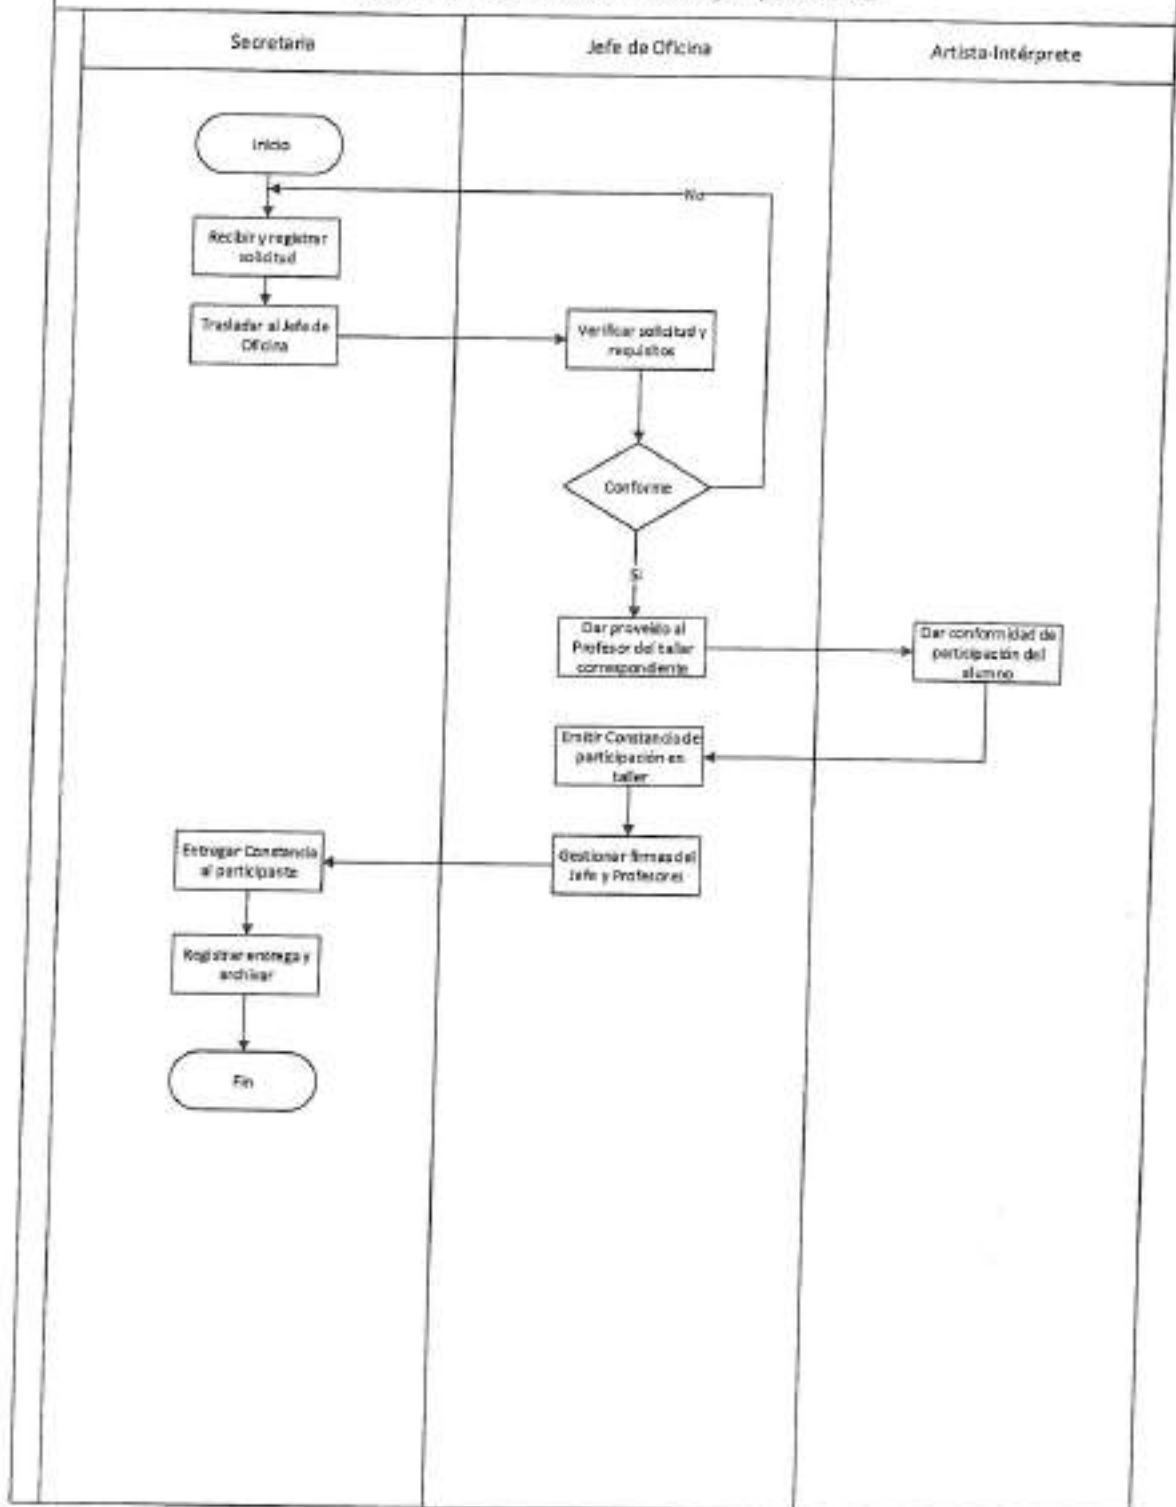 Secretaria
Jefe de Oficina
Artista-Intérprete
Inicio
No
Recibir y registrar
solicitud
Trasladar al Jefe de
Oficina
Verificar solicitud y
requisitos
Conforme
Si
Dar proveído al
Profesor del taller
correspondiente
Dar conformidad de
participación del
alumno
Emitir Constancia de
participación en
taller
Gestionar firmas del
Jefe y Profesores
Entregar Constancia
al participante
Registrar entrega y
archivar
Fin